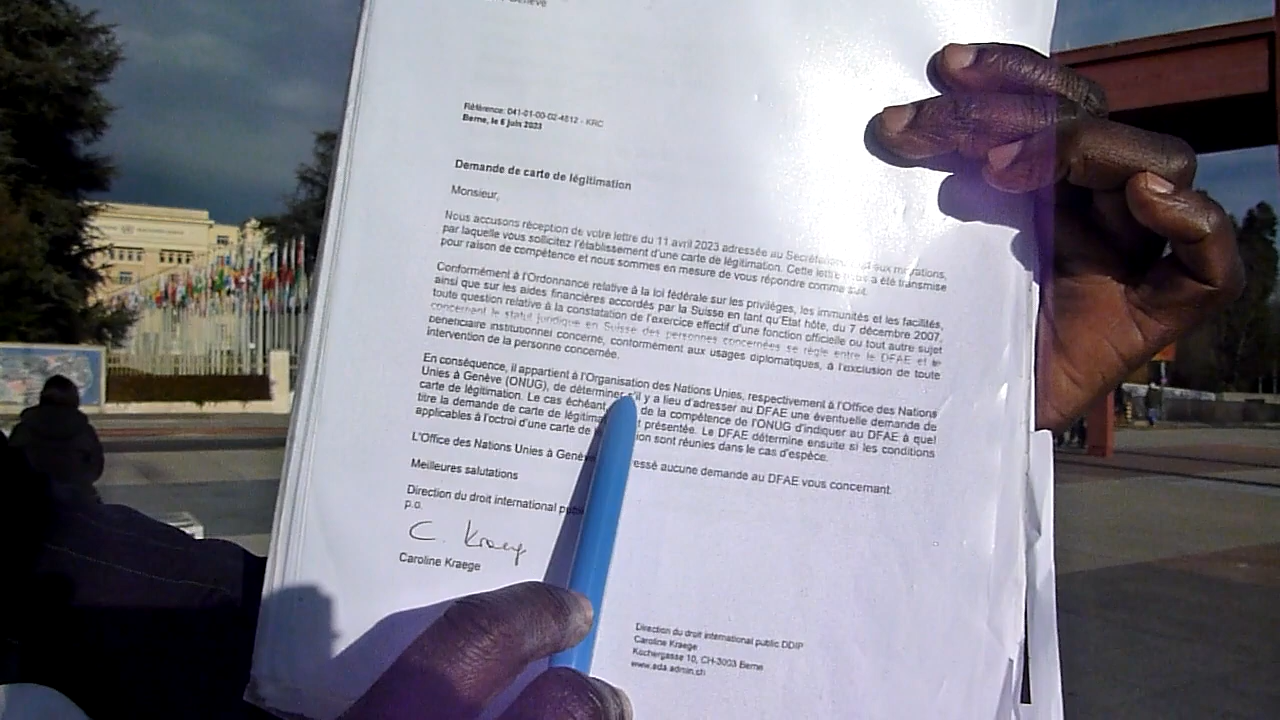 Genève
Référence: 041-01-00-02-4812 - KRC
Berne, le 6 juin 2023
Demande de carte de légitimation
Monsieur,
Nous accusons réception de votre lettre du 11 avril 2023 adressée au aux migrations,
par laquelle vous sollicitez l'établissement d'une carte de légitimation. Cette lettre a été transmise
pour raison de compétence et nous sommes en mesure de vous répondre comme suit.
Conformément à l'Ordonnance relative à la loi fédérale sur les privilèges, les immunités et les facilités,
ainsi que sur les aides financières accordés par la Suisse en tant qu'Etat hôte, du 7 décembre 2007,
toute question relative à la constatation de l'exercice effectif d'une fonction officielle ou tout autre sujet
concernant le statut juridique en Suisse des personnes concernées se règle entre le DFAE et le
bénéficiaire institutionnel concerné, conformément aux usages diplomatiques, à l'exclusion de toute
intervention de la personne concernée.
En conséquence, il appartient à l'Organisation des Nations Unies, respectivement à l'Office des Nations
Unies à Genève (ONUG), de déterminer s'il y a lieu d'adresser au DFAE une éventuelle demande de
carte de légitimation. Le cas échéant de la compétence de l'ONUG d'indiquer au DFAE à quel
titre la demande de carte de légitim t présentée. Le DFAE détermine ensuite si les conditions
applicables à l'octroi d'une carte de ion sont réunies dans le cas d'espèce.
L'Office des Nations Unies à Genève essé aucune demande au DFAE vous concernant.
Meilleures salutations
Direction du droit international pub
p.o.
C. Kraege
Caroline Kraege
Direction du droit international public DDIP
Caroline Kraege
Kochergasse 10, CH-3003 Berne
www.eda.admin.ch